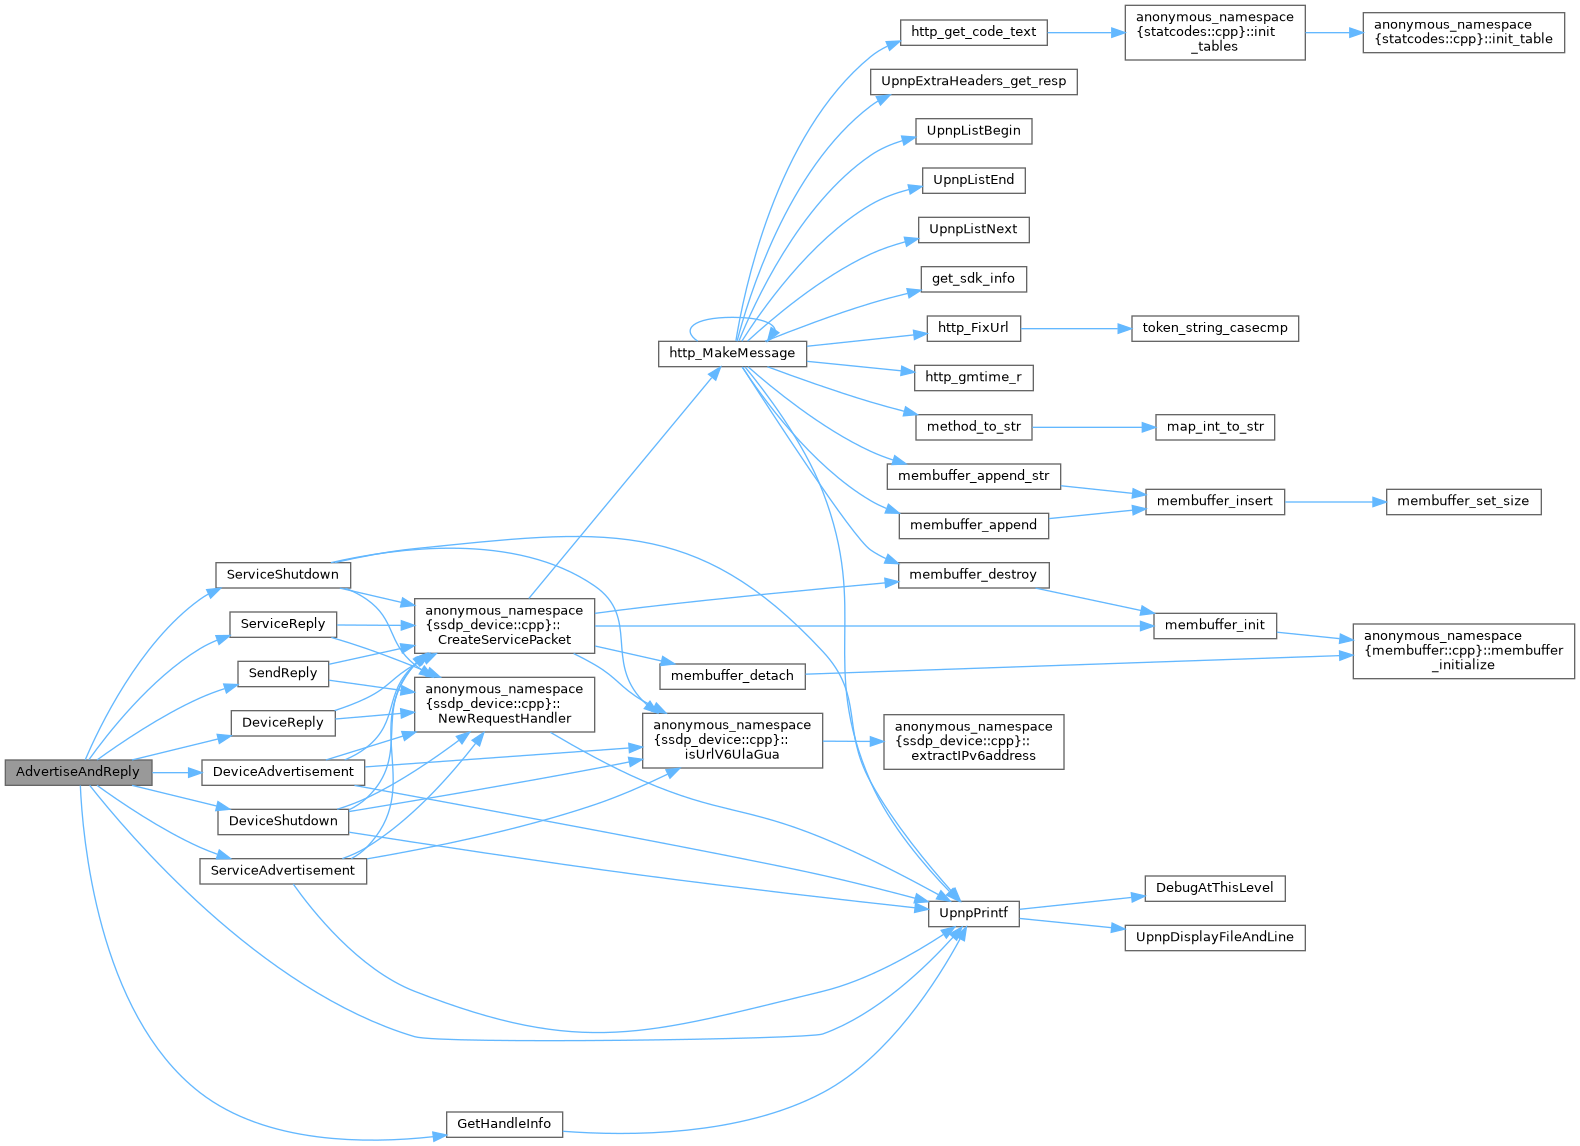 AdvertiseAndReply
ServiceShutdown
ServiceReply
SendReply
DeviceReply
DeviceAdvertisement
DeviceShutdown
ServiceAdvertisement
GetHandleInfo
anonymous_namespace
{ssdp_device::cpp}::
CreateServicePacket
anonymous_namespace
{ssdp_device::cpp}::
NewRequestHandler
http_MakeMessage
membuffer_detach
anonymous_namespace
{ssdp_device::cpp}::
isUrlV6UlaGua
http_get_code_text
UpnpExtraHeaders_get_resp
UpnpListBegin
UpnpListEnd
UpnpListNext
get_sdk_info
http_FixUrl
http_gmtime_r
method_to_str
membuffer_append_str
membuffer_append
membuffer_destroy
anonymous_namespace
{ssdp_device::cpp}::
extractIPv6address
UpnpPrintf
anonymous_namespace
{statcodes::cpp}::init
_tables
token_string_casecmp
map_int_to_str
membuffer_insert
membuffer_init
DebugAtThisLevel
UpnpDisplayFileAndLine
anonymous_namespace
{statcodes::cpp}::init_table
membuffer_set_size
anonymous_namespace
{membuffer::cpp}::membuffer
_initialize